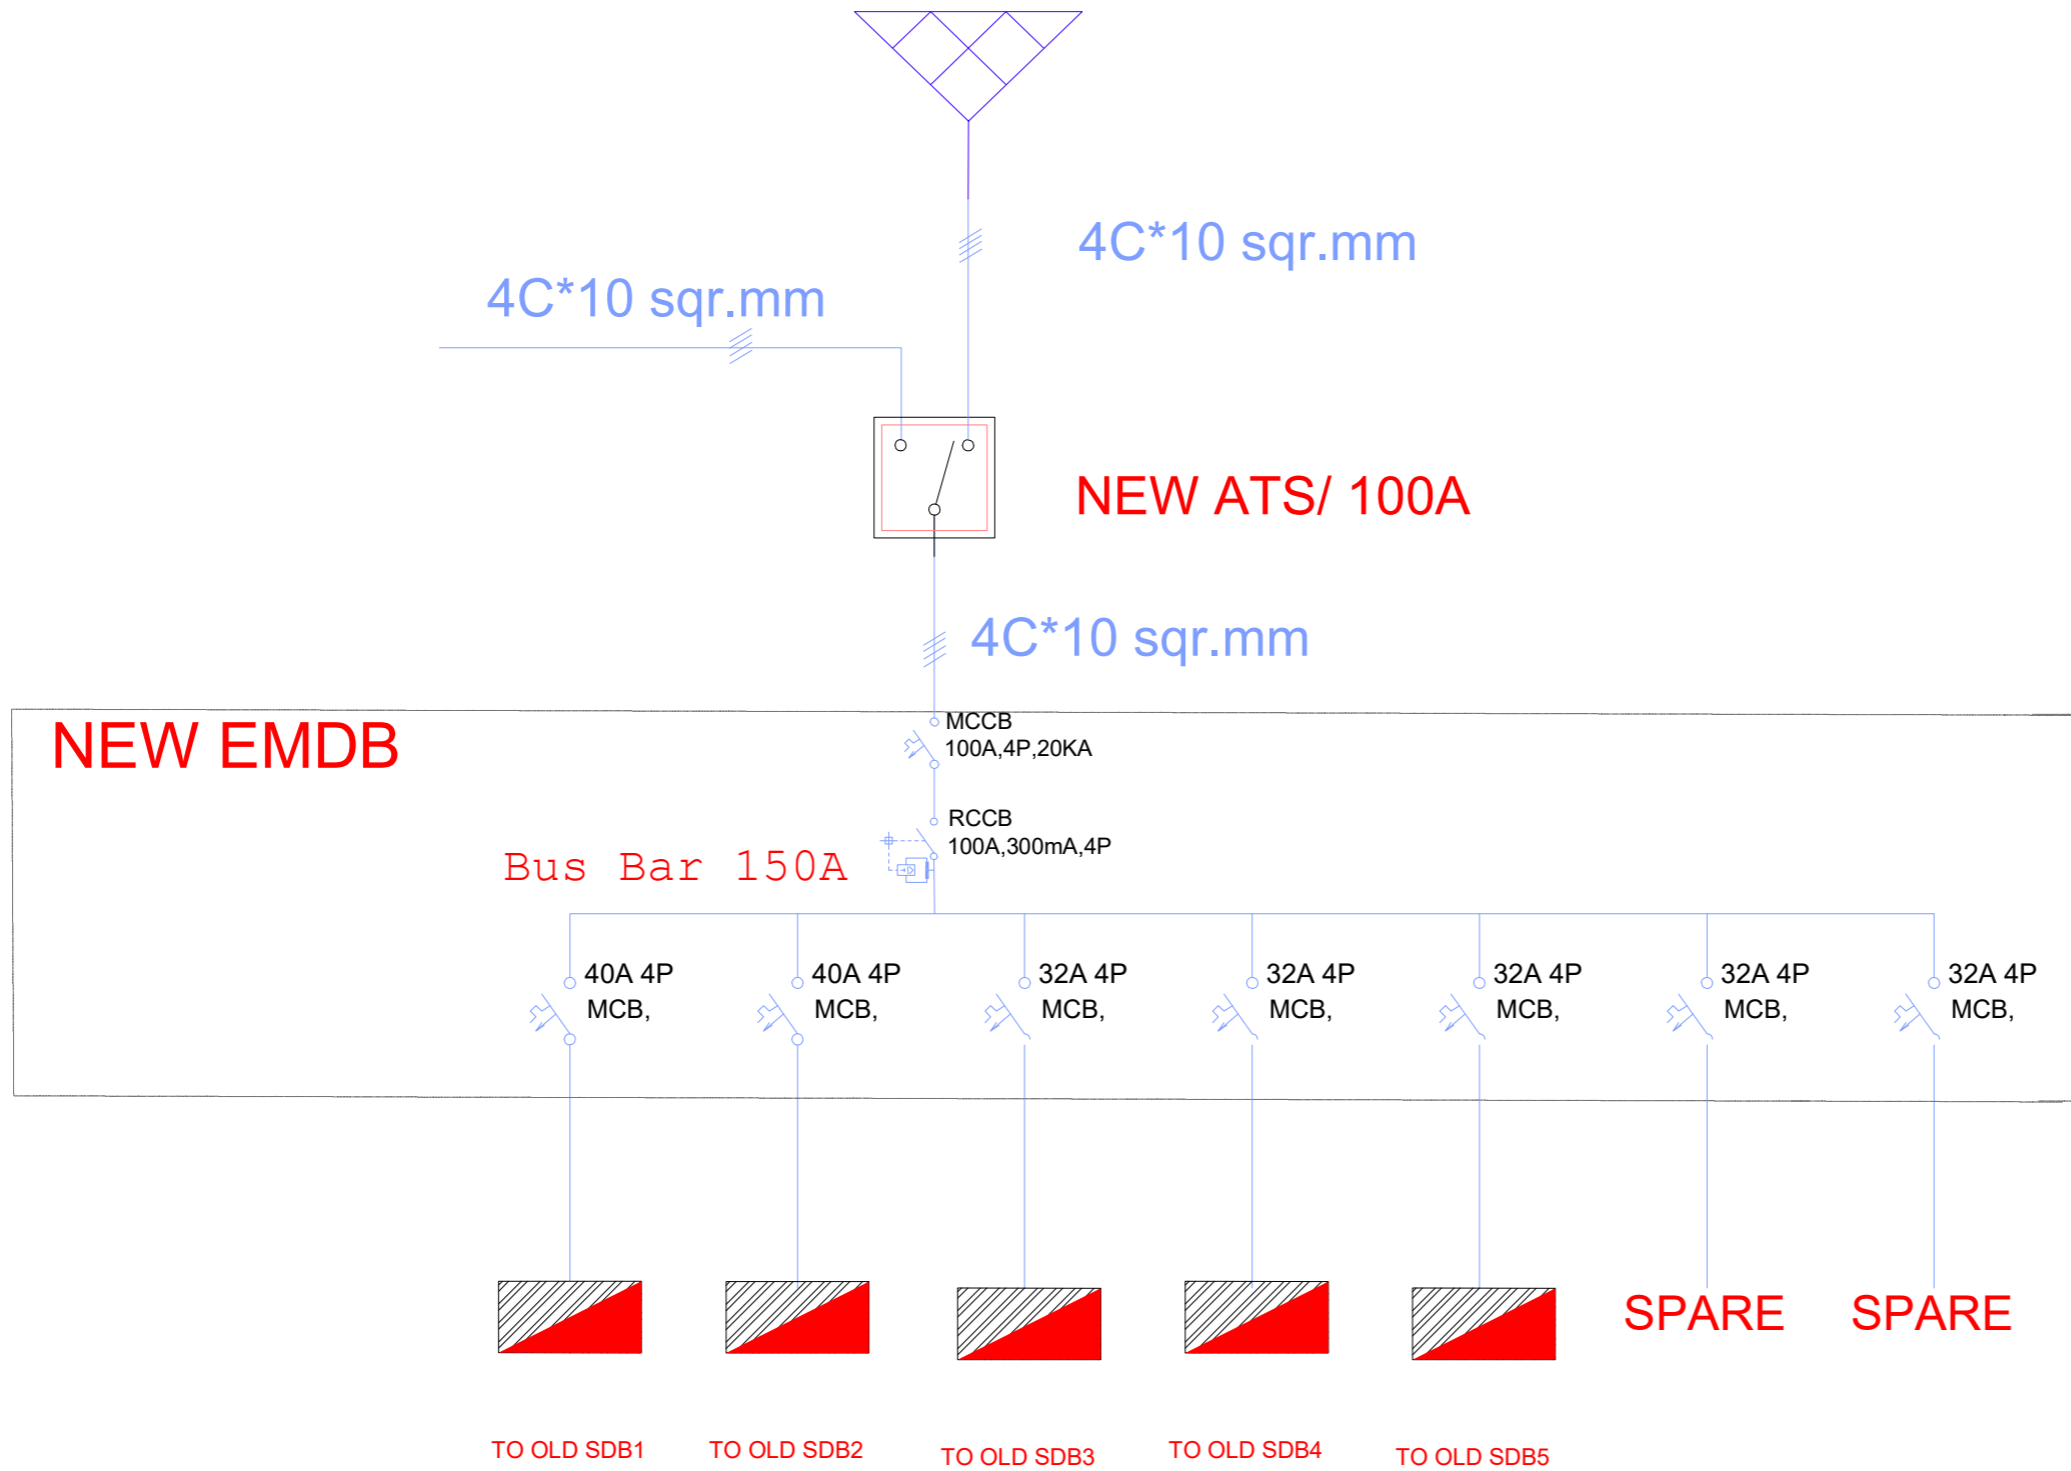 4C*10 sqr.mm
4C*10 sqr.mm
NEW ATS/ 100A
4C*10 sqr.mm
NEW EMDB
MCCB
100A,4P,20KA
RCCB
100A,300mA,4P
Bus Bar 150A
40A 4P
MCB,
40A 4P
MCB,
32A 4P
MCB,
32A 4P
MCB,
32A 4P
MCB,
32A 4P
MCB,
32A 4P
MCB,
SPARE
SPARE
TO OLD SDB1
TO OLD SDB2
TO OLD SDB3
TO OLD SDB4
TO OLD SDB5